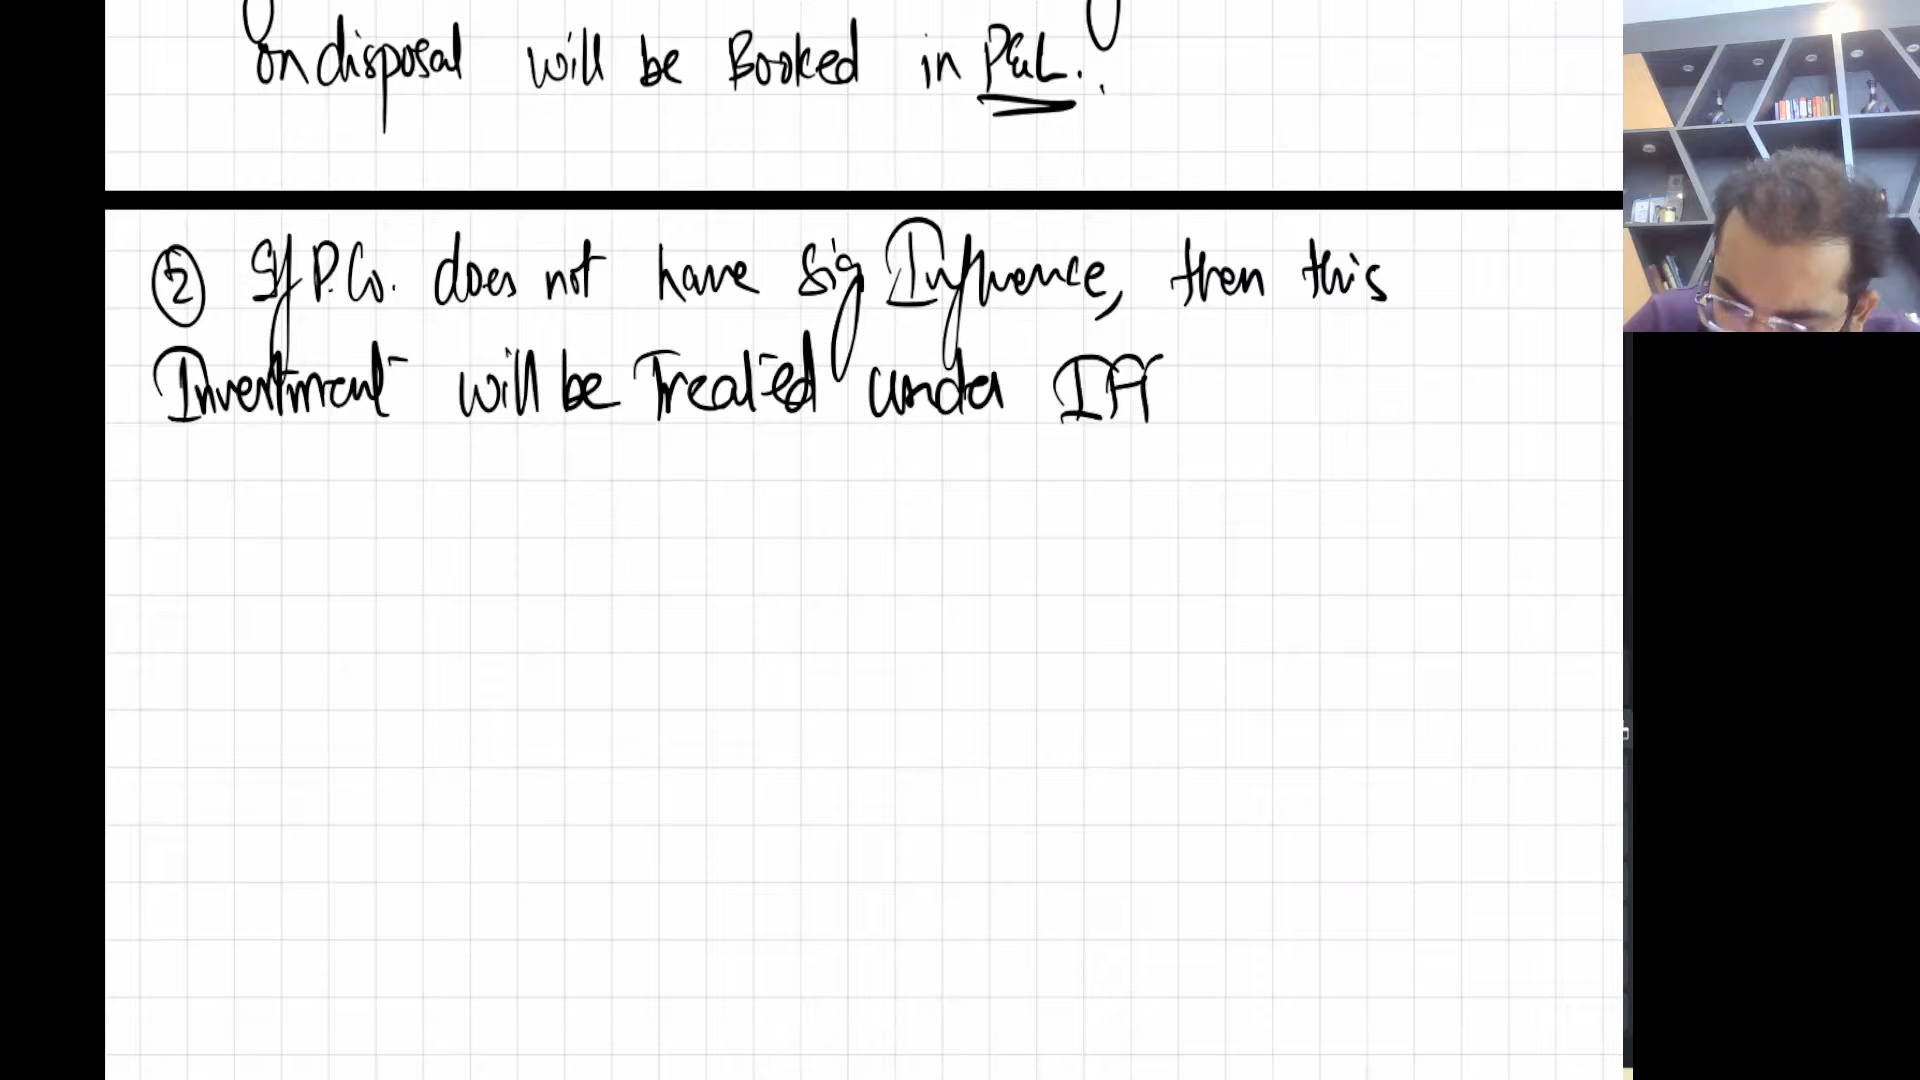 on disposal will be Booked in P&L.
② If P.Co. does not have sig Influence, then this
Investment will be Treated under